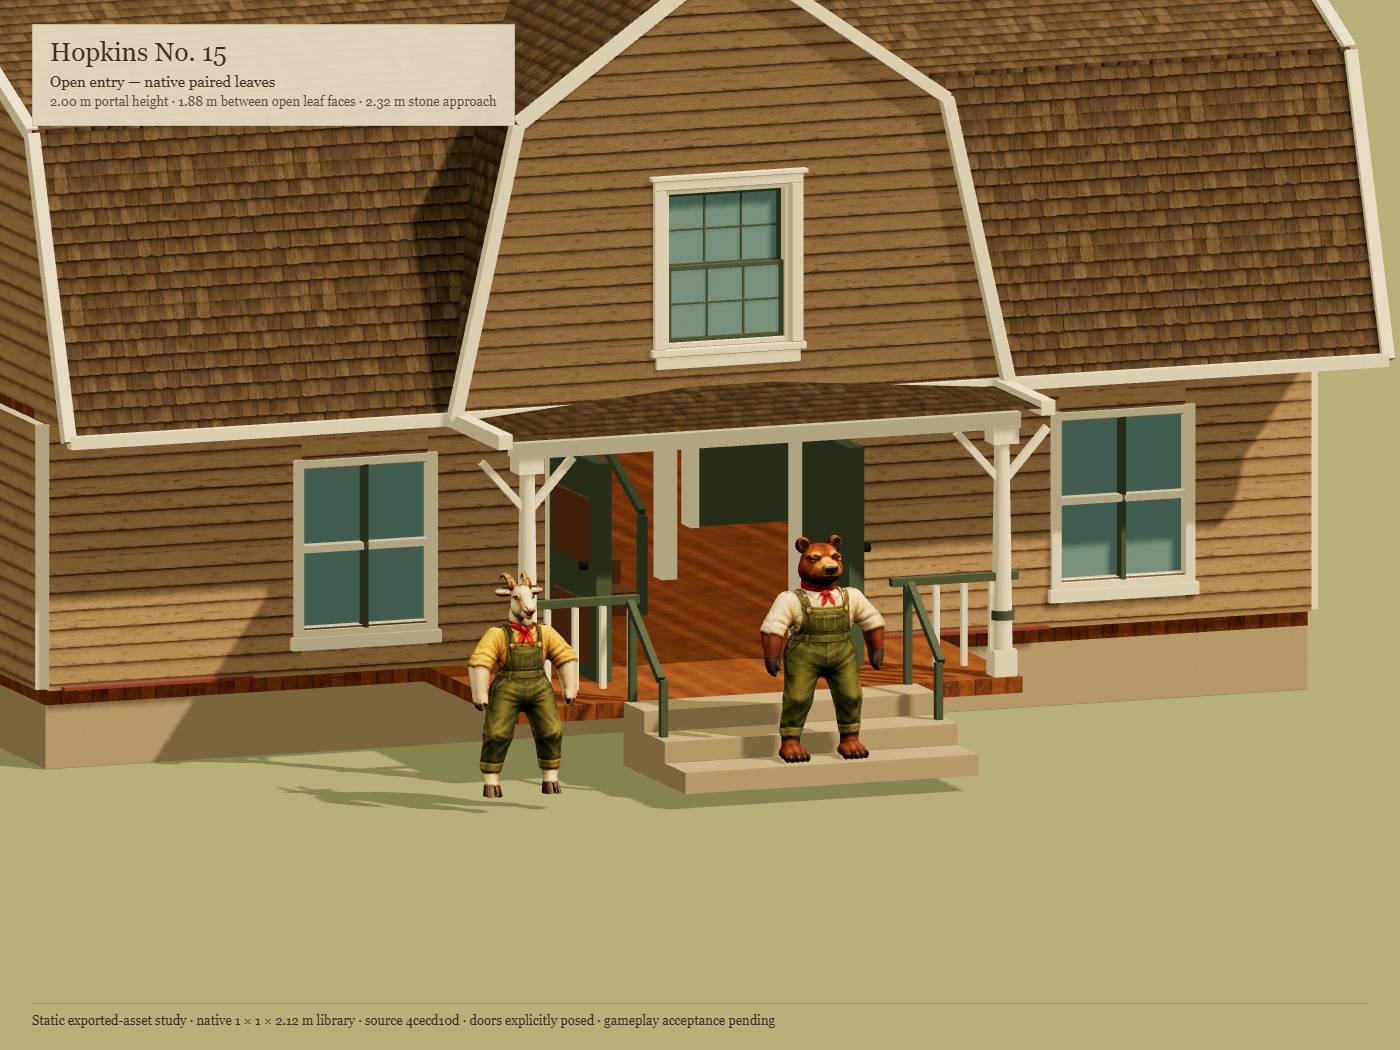 Hopkins No. 15
Open entry — native paired leaves
2.00 m portal height · 1.88 m between open leaf faces · 2.32 m stone approach
Static exported-asset study · native 1 × 1 × 2.12 m library · source 4cecd10d · doors explicitly posed · gameplay acceptance pending